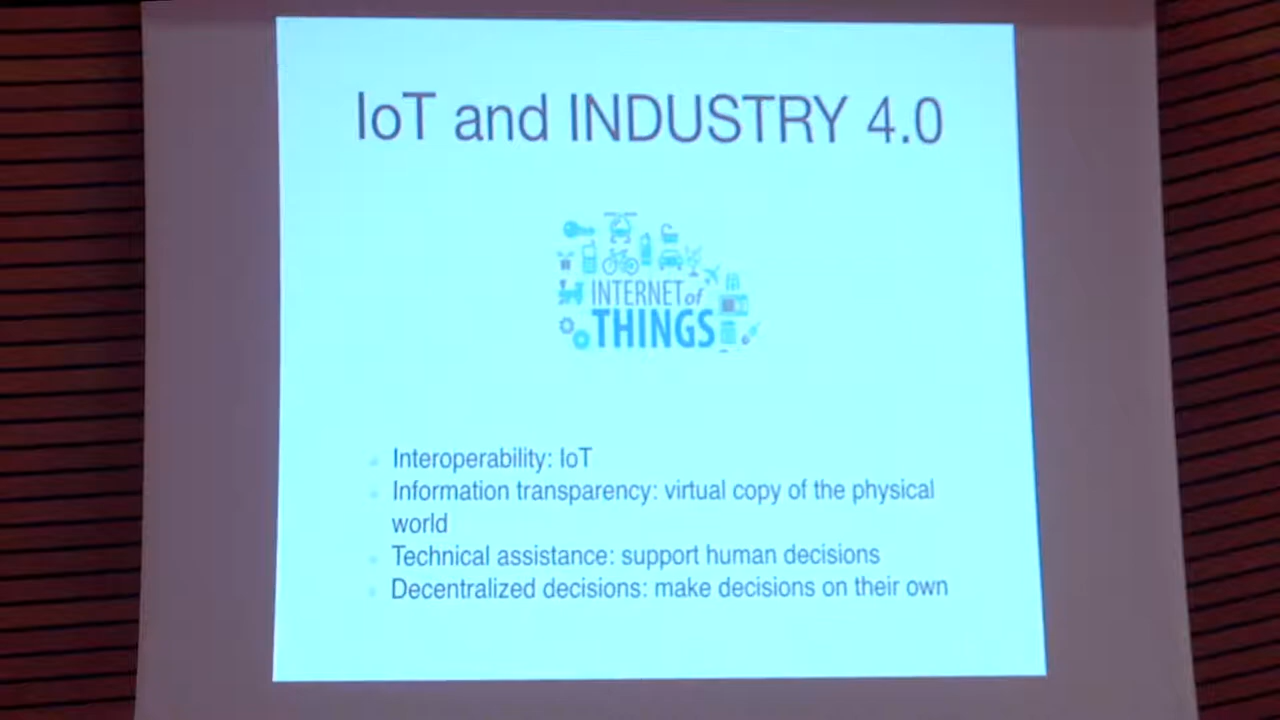 IoT and INDUSTRY 4.0
INTERNET of
THINGS
Interoperability: IoT
Information transparency: virtual copy of the physical
world
Technical assistance: support human decisions
Decentralized decisions: make decisions on their own